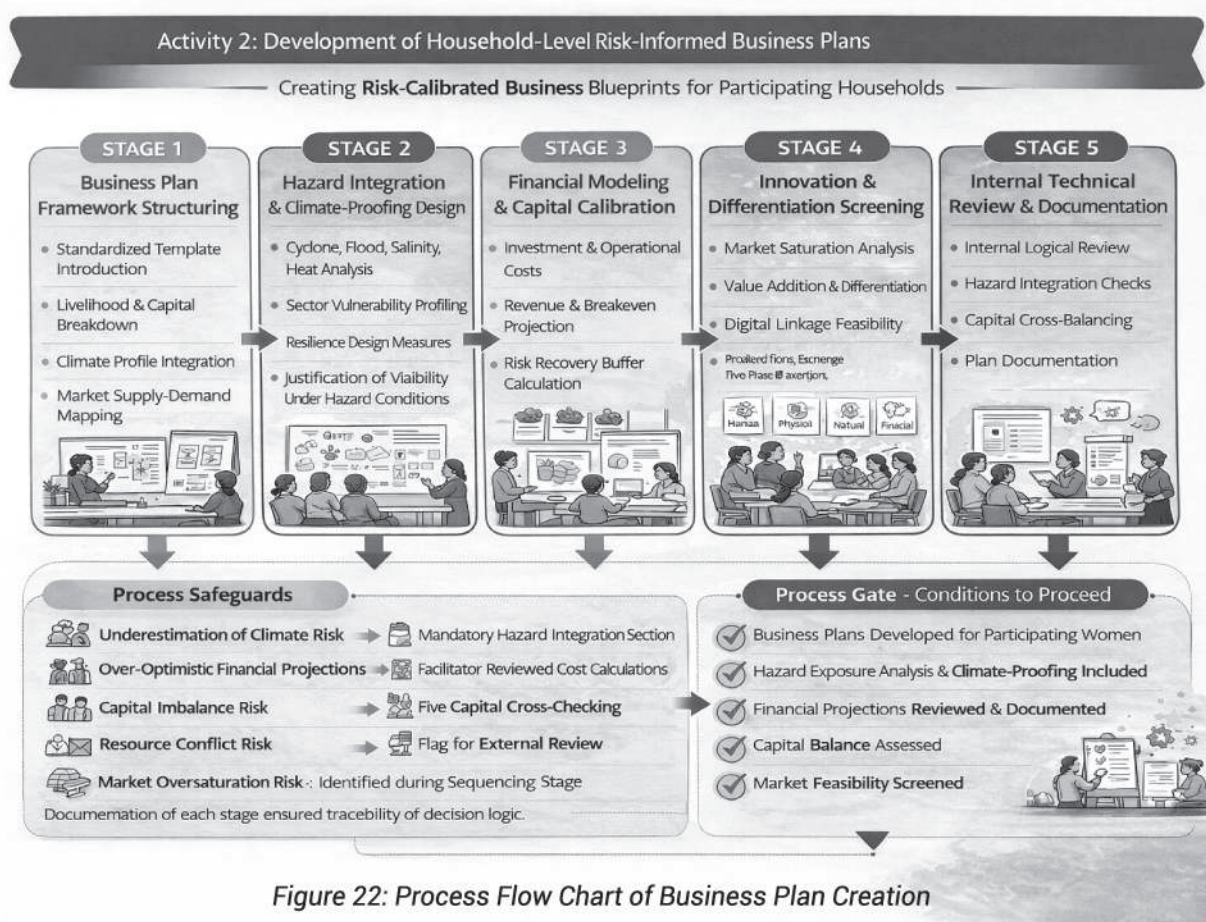 Activity 2: Development of Household-Level Risk-Informed Business Plans
Creating Risk-Calibrated Business Blueprints for Participating Households
STAGE 1
Business Plan
Framework Structuring
• Standardized Template
Introduction
• Livelihood & Capital
Breakdown
• Climate Profile Integration
• Market Supply-Demand
Mapping
STAGE 2
Hazard Integration
& Climate-Proofing Design
• Cyclone, Flood, Salinity,
Heat Analysis
• Sector Vulnerability Profiling
Resilience Design Measures
• Justification of Viability
Under Hazard Conditions
STAGE 3
Financial Modeling
& Capital Calibration
• Investment & Operational
Costs
• Revenue & Breakeven
Projection
• Risk Recovery Buffer
Calculation
STAGE 4
Innovation &
Differentiation Screening
• Market Saturation Analysis
• Value Addition & Differentiation
• Digital Linkage Feasibility
Physical
Natual
STAGE 5
Internal Technical
Review & Documentation
• Internal Logical Review
• Hazard Integration Checks
• Capital Cross-Balancing
• Plan Documentation
Process Safeguards
Underestimation of Climate Risk
Mandatory Hazard Integration Section
Over-Optimistic Financial Projections
Facilitator Reviewed Cost Calculations
Capital Imbalance Risk
Five Capital Cross-Checking
Resource Conflict Risk
Flag for External Review
Market Oversaturation Risk -: Identified during Sequencing Stage
Documemation of each stage ensured tracebility of decision logic.
Process Gate - Conditions to Proceed
Business Plans Developed for Participating Women
Hazard Exposure Analysis & Climate-Proofing Included
Financial Projections Reviewed & Documented
Capital Balance Assessed
Market Feasibility Screened
Figure 22: Process Flow Chart of Business Plan Creation